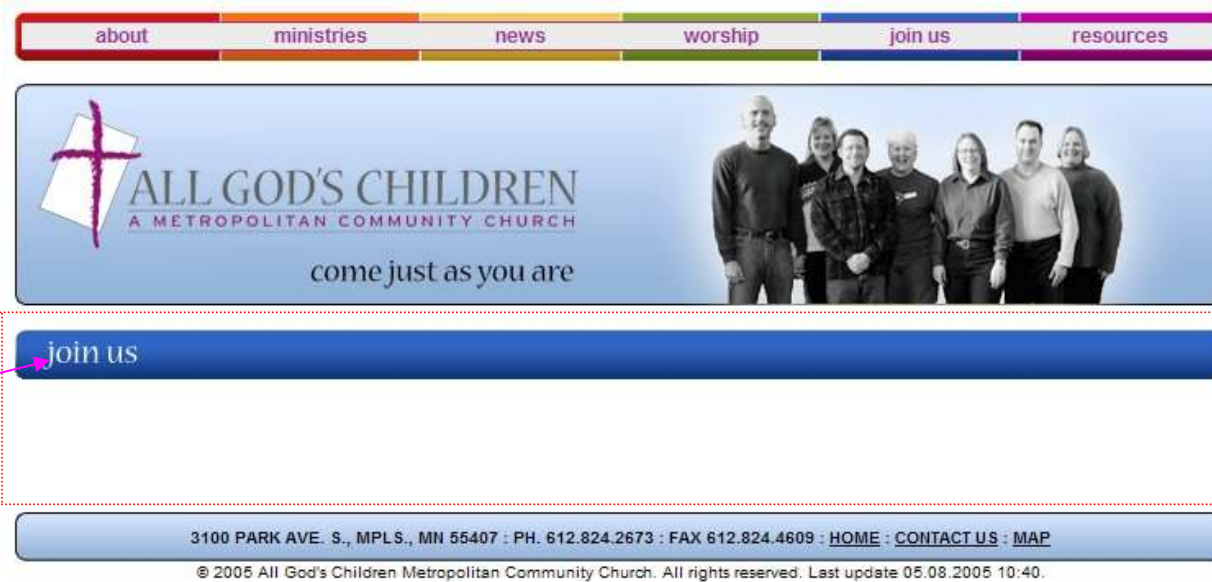 about ministries news worship join us resources
ALL GOD'S CHILDREN
A METROPOLITAN COMMUNITY CHURCH
come just as you are
join us
3100 PARK AVE. S., MPLS., MN 55407 : PH. 612.824.2673 : FAX 612.824.4609 : HOME : CONTACT US : MAP
© 2005 All God's Children Metropolitan Community Church. All rights reserved. Last update 05.08.2005 10:40.